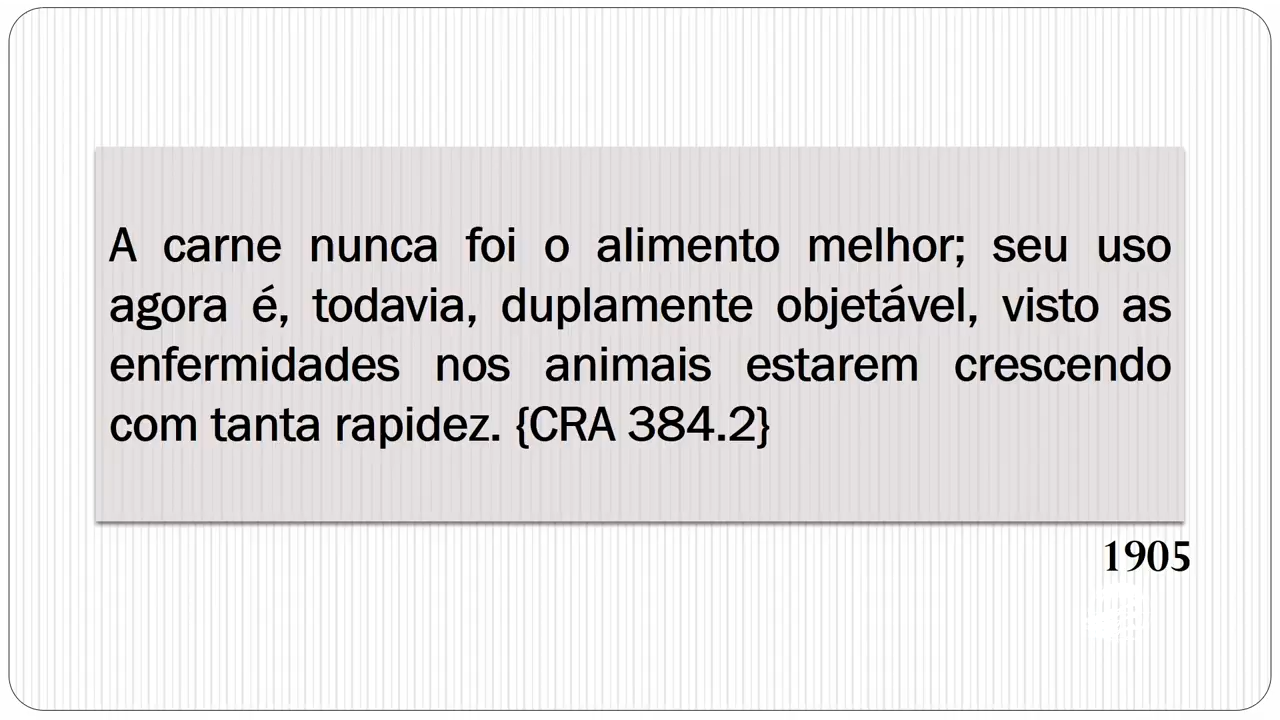 A carne nunca foi o alimento melhor; seu uso
agora é, todavia, duplamente objetável, visto as
enfermidades nos animais estarem crescendo
com tanta rapidez. {CRA 384.2}
1905